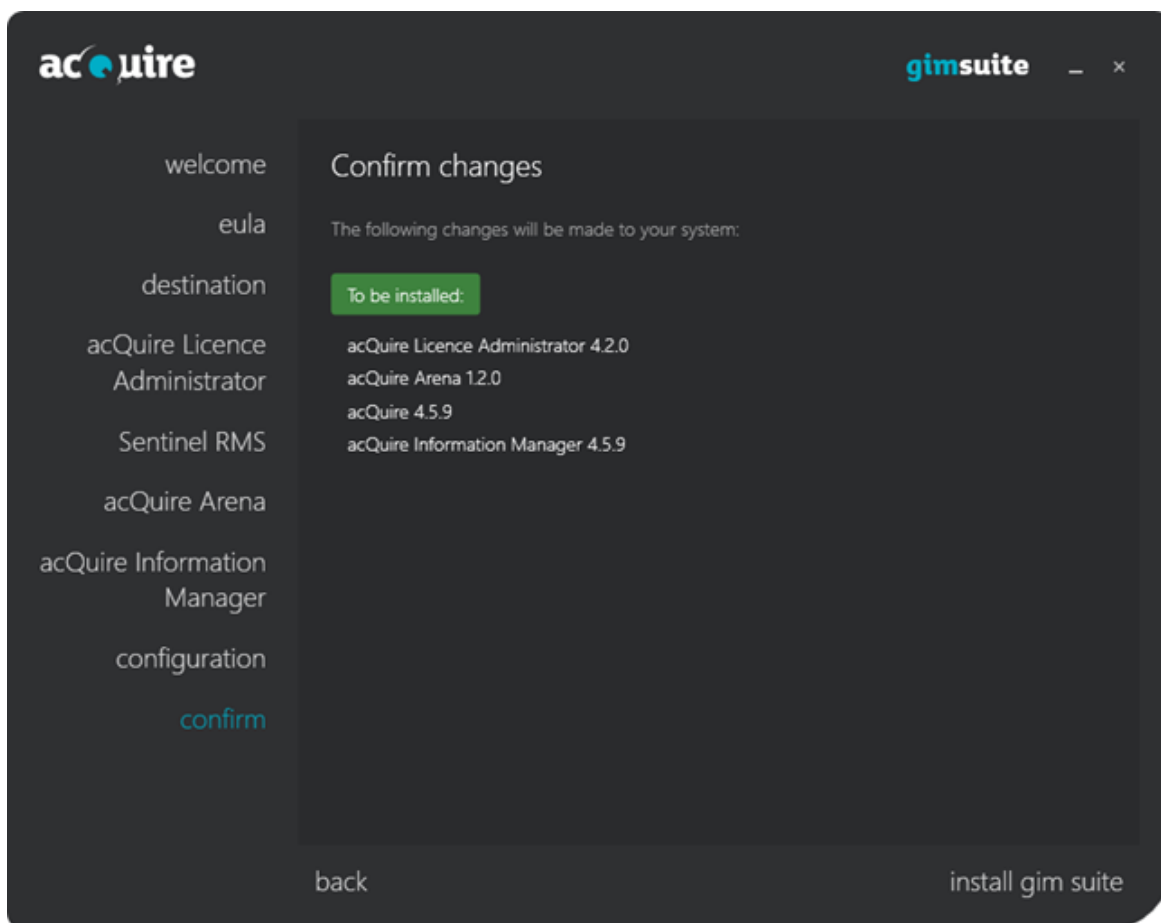 acQuire
gimsuite
welcome
eula
destination
acQuire Licence
Administrator
Sentinel RMS
acQuire Arena
acQuire Information
Manager
configuration
confirm
Confirm changes
The following changes will be made to your system:
To be installed:
acQuire Licence Administrator 4.2.0
acQuire Arena 1.2.0
acQuire 4.5.9
acQuire Information Manager 4.5.9
back
install gim suite